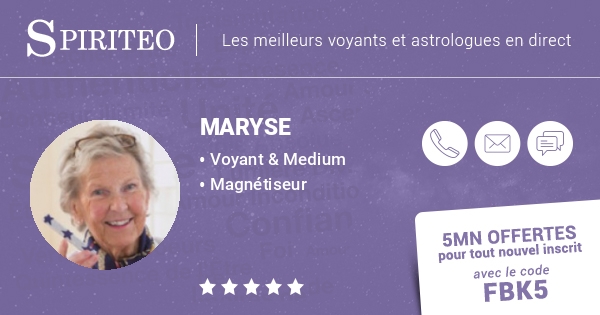 SPIRITEO
Les meilleurs voyants et astrologues en direct
MARYSE
• Voyant & Medium
• Magnétiseur
5MN OFFERTES
pour tout nouvel inscrit
avec le code
FBK5